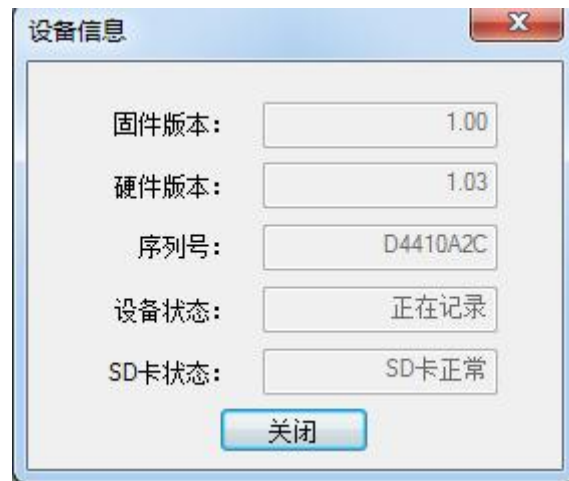 设备信息
固件版本： 1.00
硬件版本： 1.03
序列号： D4410A2C
设备状态： 正在记录
SD卡状态： SD卡正常
关闭